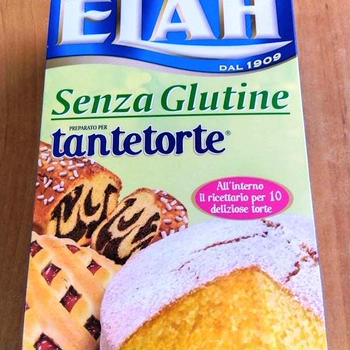 ELAH
DAL 1909
Senza Glutine
PREPARATO PER
tantetorte®
All'interno
il ricettario per 10
deliziose torte